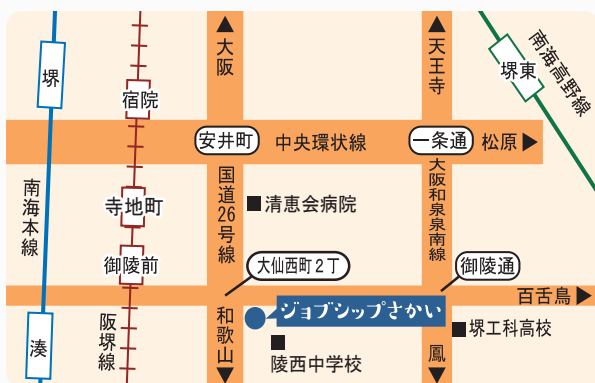 大阪
天王寺
堺
宿院
堺東
南海高野線
安井町
中央環状線
一条通
松原
南海本線
寺地町
国道26号線
清恵会病院
大阪和泉泉南線
御陵前
大仙西町2丁
御陵通
百舌鳥
ジョブシップさかい
湊
阪堺線
和歌山
陵西中学校
鳳
堺工科高校